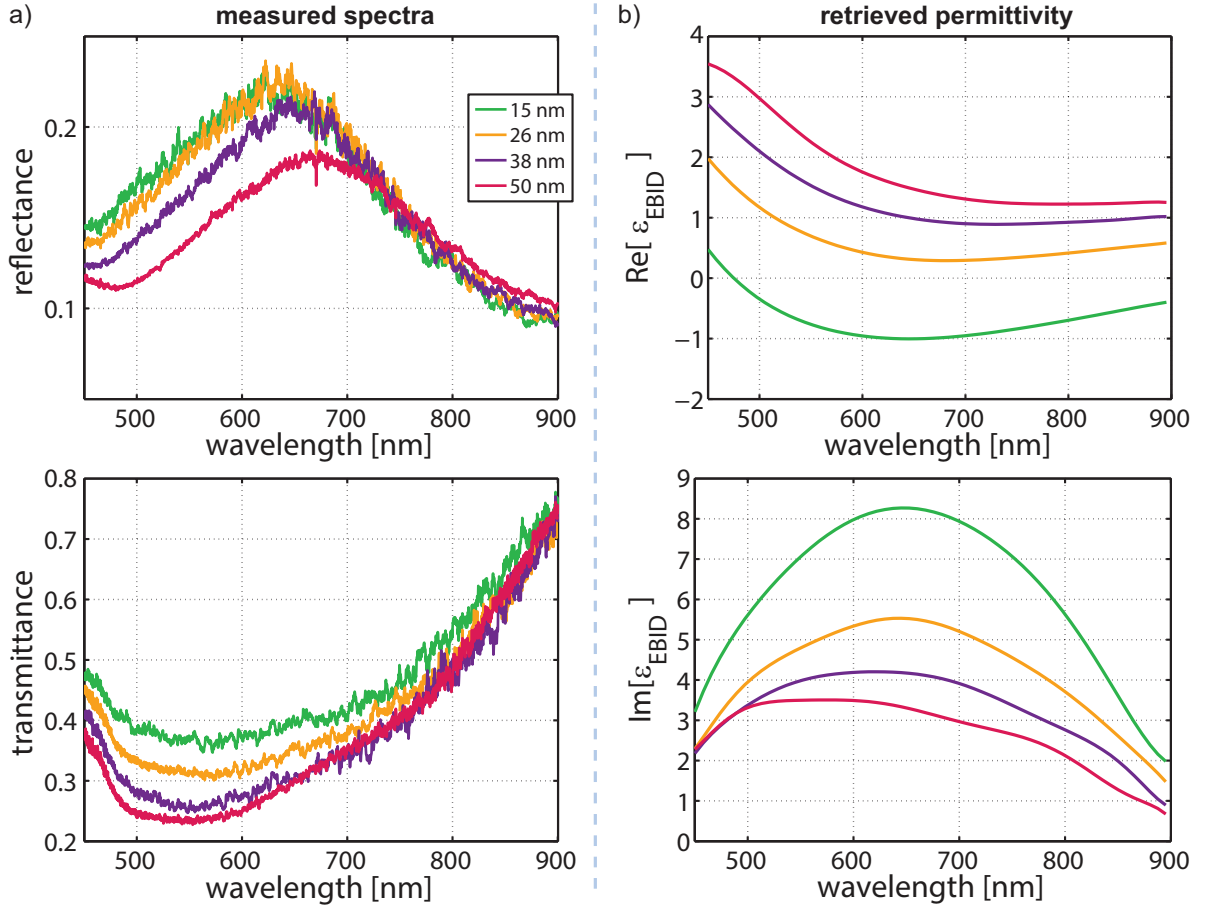 a)
measured spectra
0.2
0.1
reflectance
15 nm
26 nm
38 nm
50 nm
500 600 700 800 900
wavelength [nm]
0.8
0.7
0.6
0.5
0.4
0.3
0.2
transmittance
500 600 700 800 900
wavelength [nm]
b)
retrieved permittivity
4
3
2
1
0
−1
−2
Re[ εEBID ]
500 600 700 800 900
wavelength [nm]
9
8
7
6
5
4
3
2
1
0
Im[εEBID ]
500 600 700 800 900
wavelength [nm]